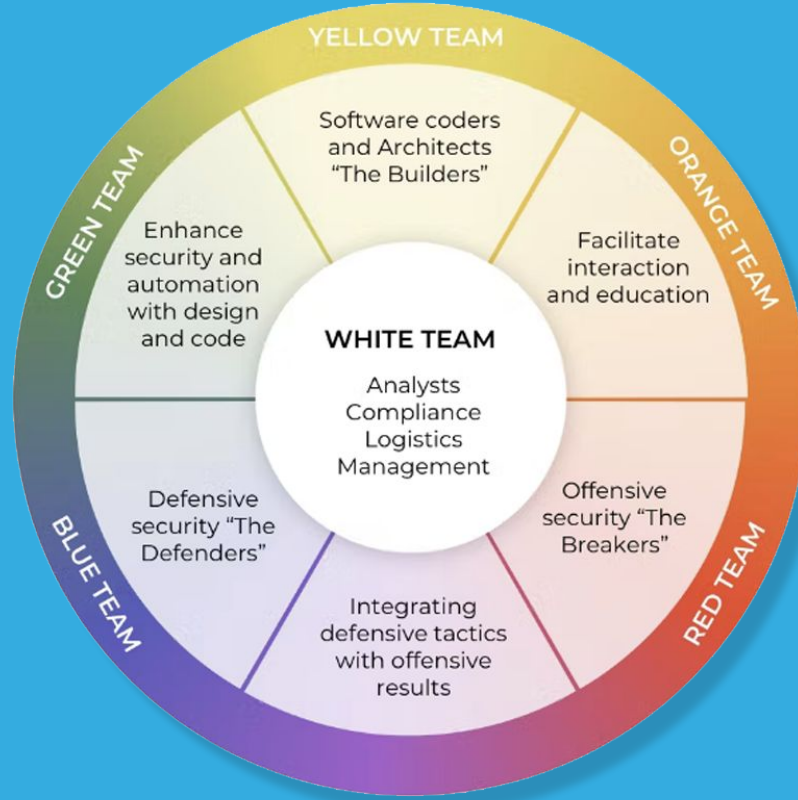 YELLOW TEAM
Software coders
and Architects
“The Builders”
ORANGE TEAM
Facilitate
interaction
and education
RED TEAM
Offensive
security “The
Breakers”
Integrating
defensive tactics
with offensive
results
BLUE TEAM
Defensive
security “The
Defenders”
GREEN TEAM
Enhance
security and
automation
with design
and code
WHITE TEAM
Analysts
Compliance
Logistics
Management